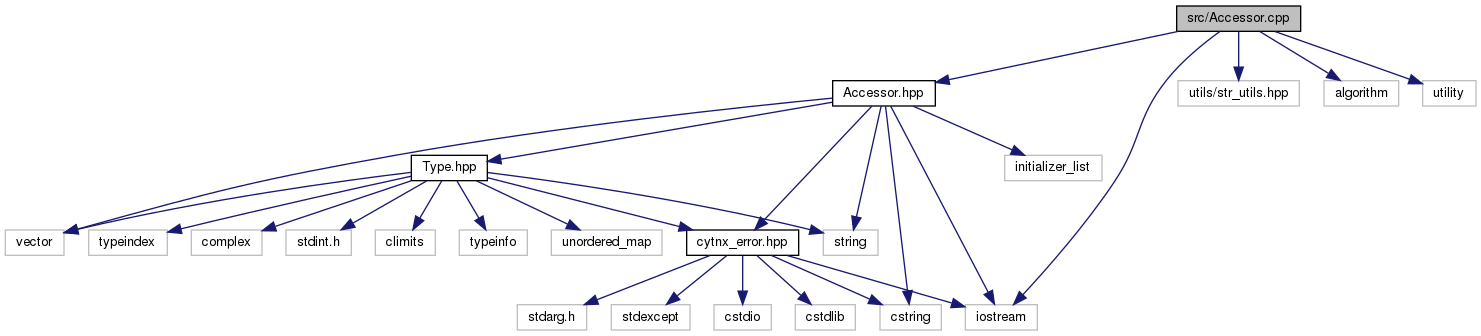 src/Accessor.cpp
Accessor.hpp
utils/str_utils.hpp
algorithm
utility
Type.hpp
initializer_list
vector
typeindex
complex
stdint.h
climits
typeinfo
unordered_map
cytnx_error.hpp
string
stdarg.h
stdexcept
cstdio
cstdlib
cstring
iostream